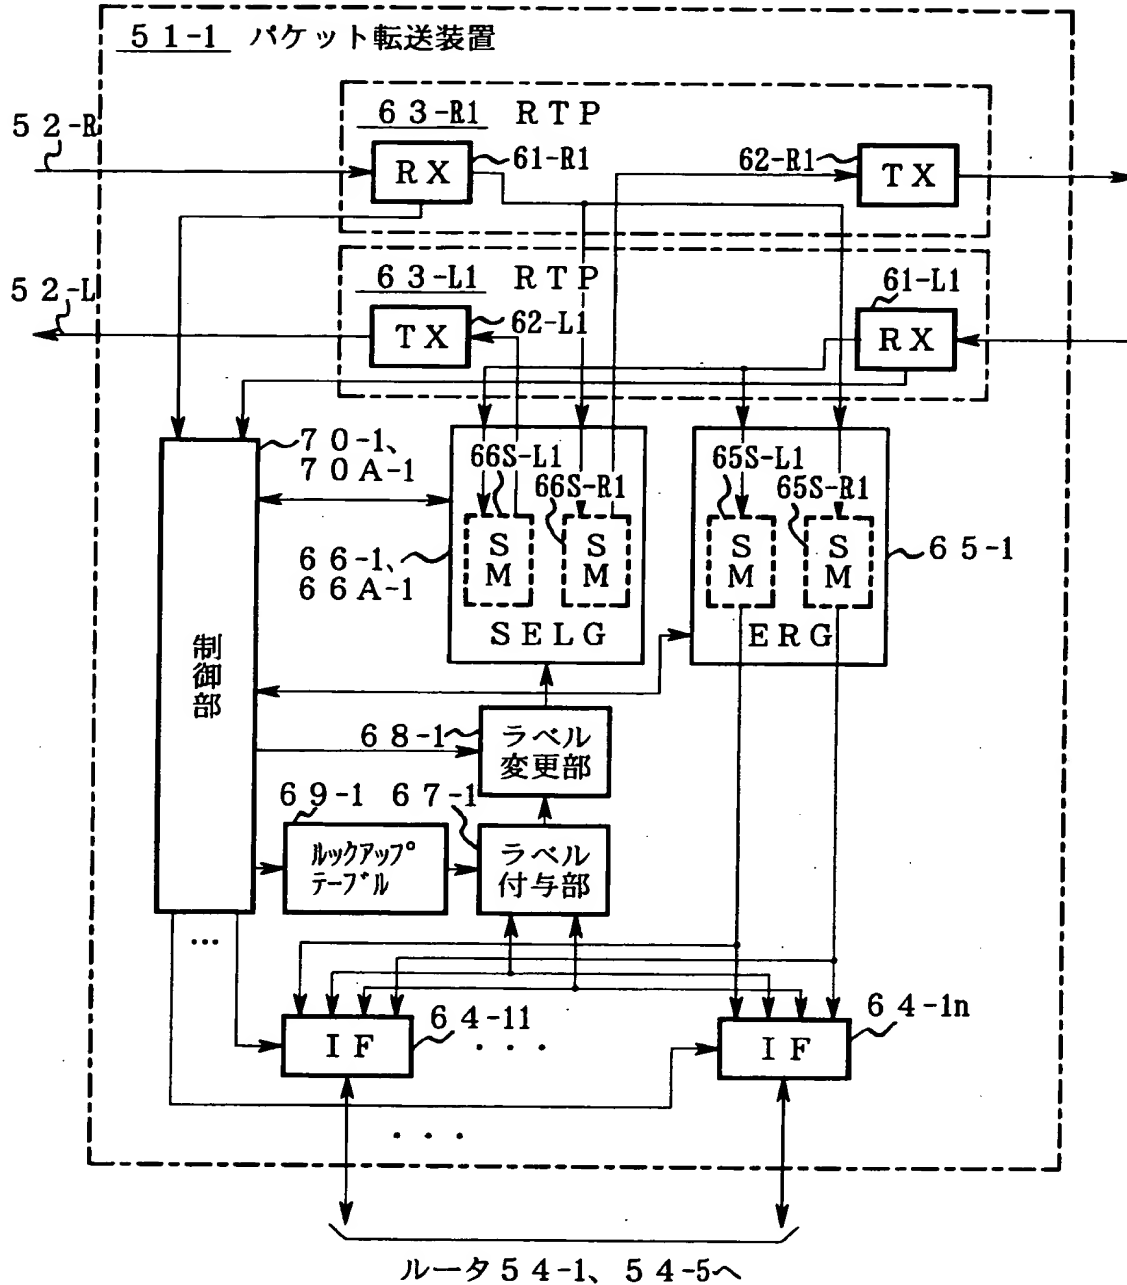 51-1 パケット転送装置
63-R1 RTP
52-R
61-R1
62-R1
RX
TX
63-L1 RTP
61-L1
52-L
62-L1
TX
RX
70-1、
70A-1
66S-L1
66S-R1
65S-L1
65S-R1
66-1、
66A-1
SM
SM
SM
SM
65-1
SELG
ERG
制御部
68-1
ラベル
変更部
69-1
67-1
ルックアップ
テーブル
ラベル
付与部
...
64-11
64-1n
IF
・・・
IF
・・・
ルータ54-1、54-5へ